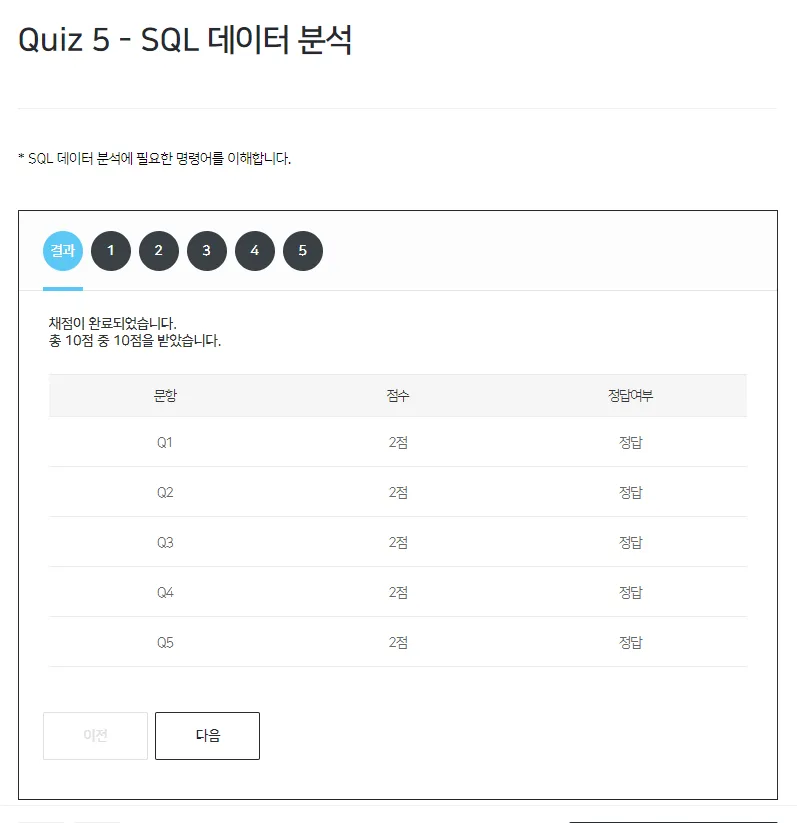 Quiz 5 - SQL 데이터 분석
* SQL 데이터 분석에 필요한 명령어를 이해합니다.
결과 1 2 3 4 5
채점이 완료되었습니다.
총 10점 중 10점을 받았습니다.
문항 점수 정답여부
Q1 2점 정답
Q2 2점 정답
Q3 2점 정답
Q4 2점 정답
Q5 2점 정답
이전 다음